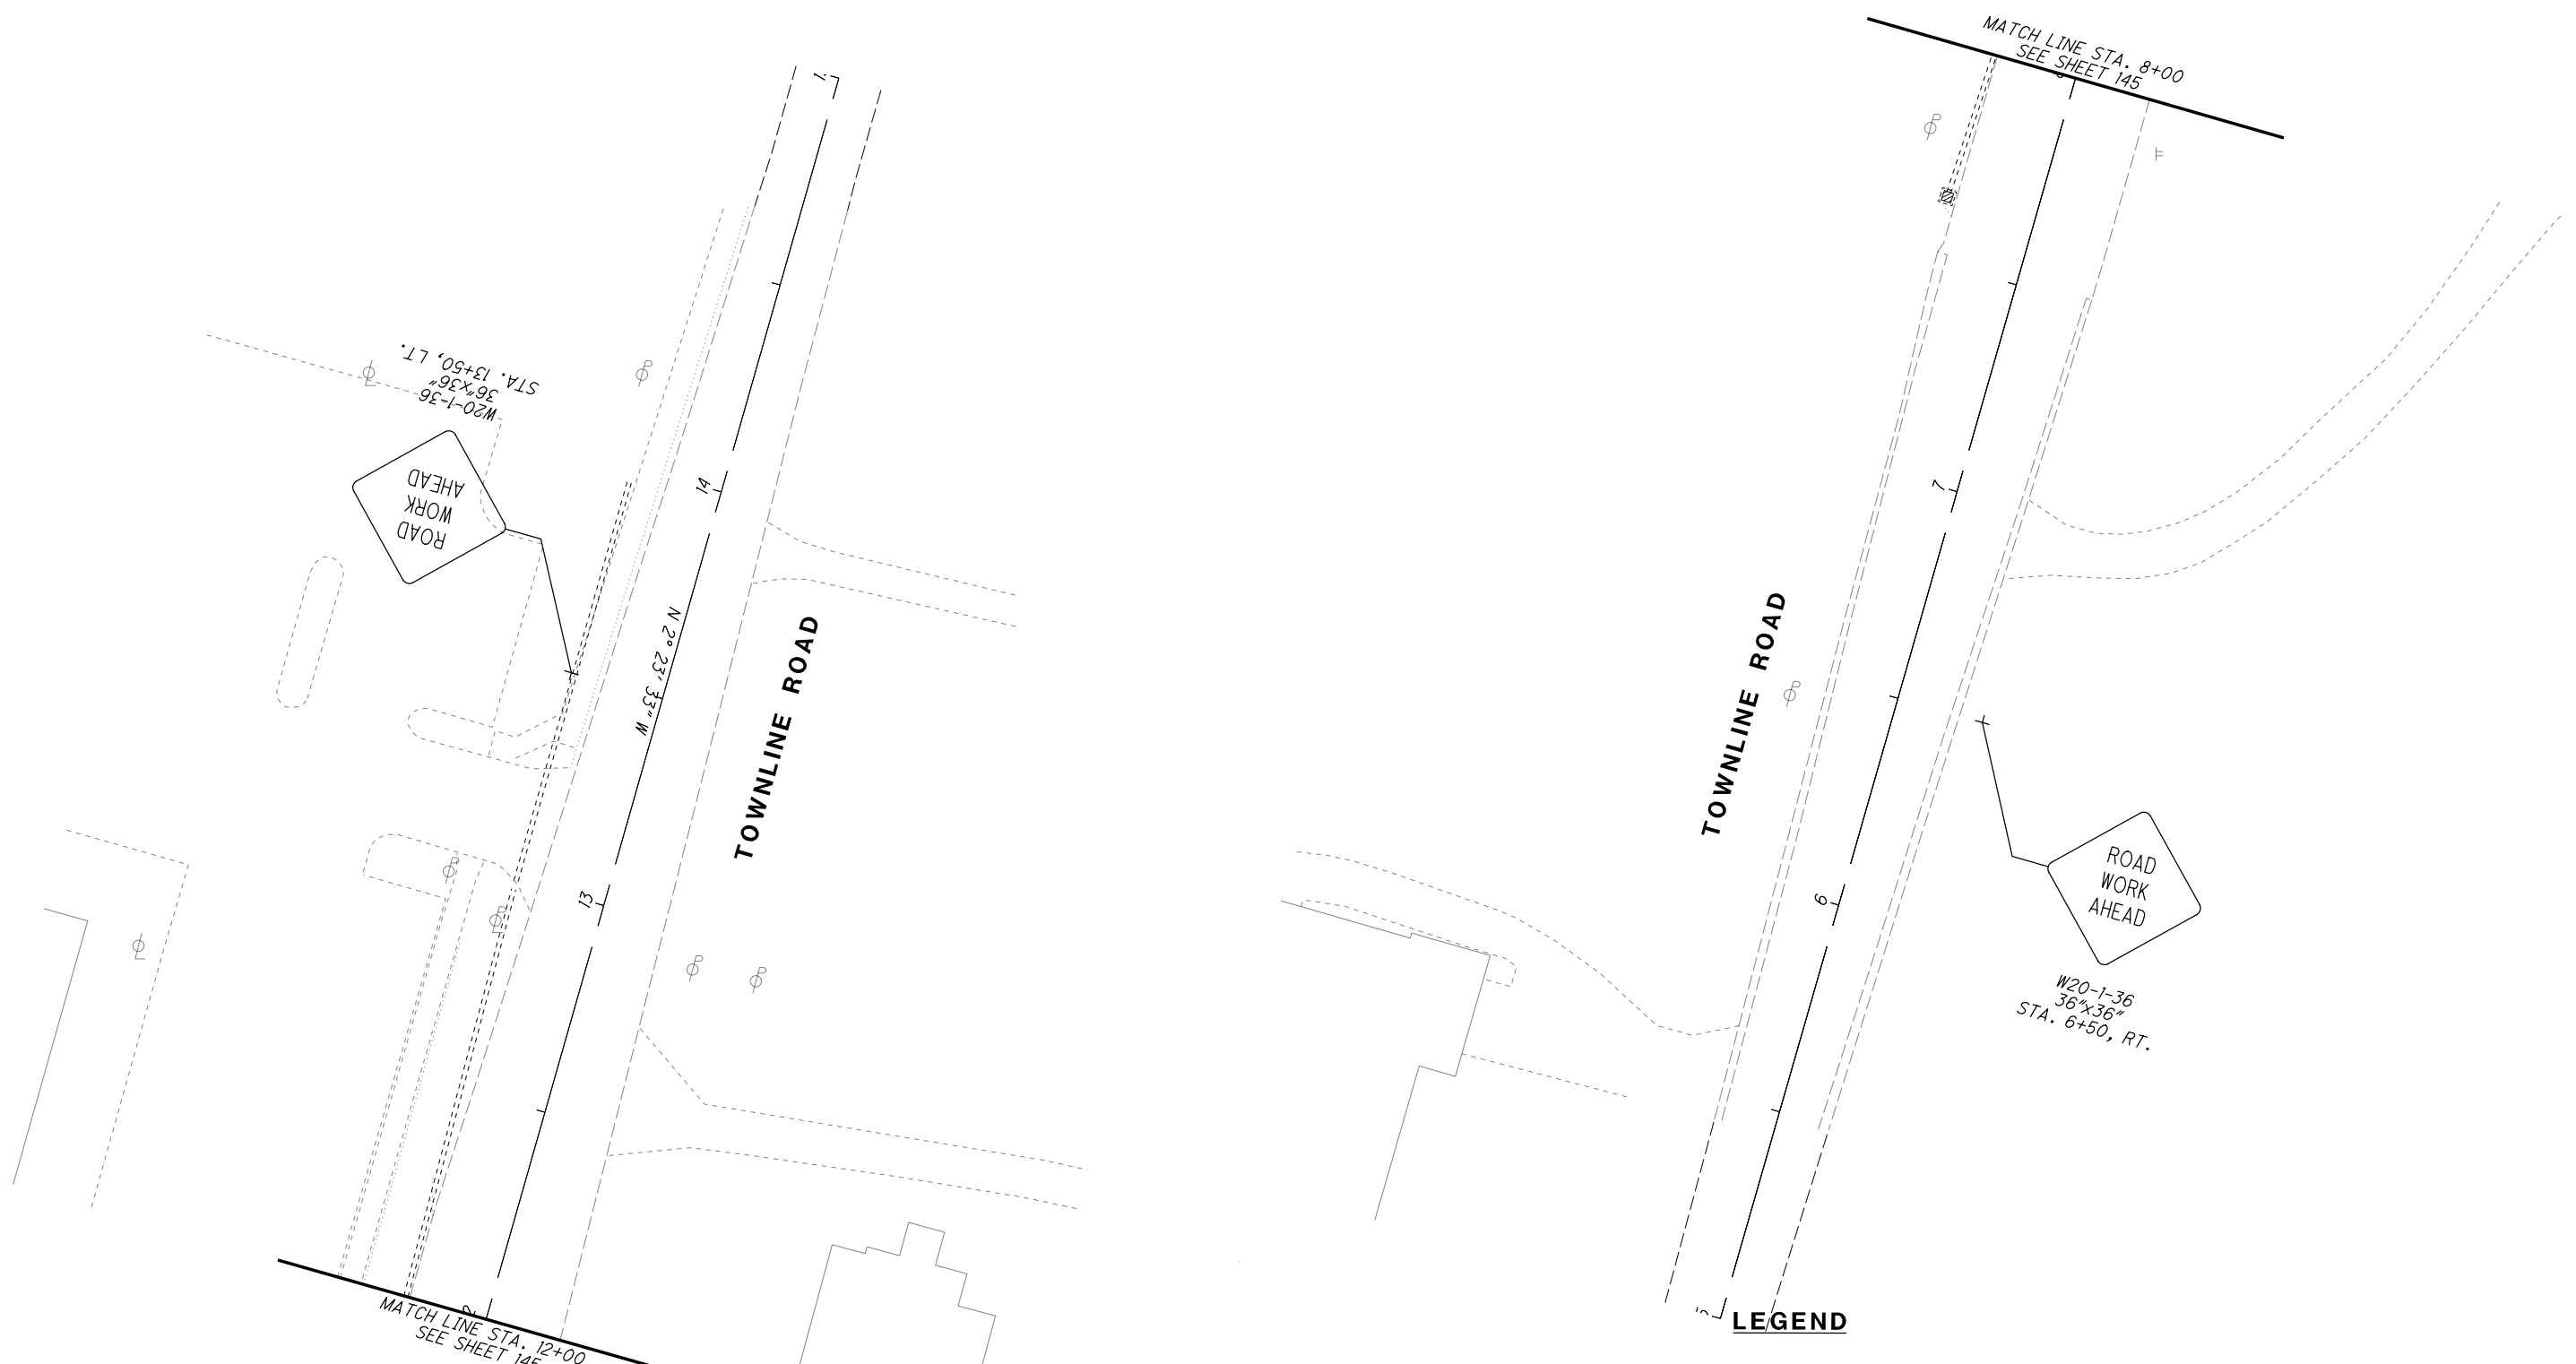 STA. 13+50, LT.
36"x36"
W20-1-36
ROAD
WORK
AHEAD
14
N 2° 23' 33" W
TOWNLINE ROAD
13
MATCH LINE STA. 12+00
SEE SHEET 145
MATCH LINE STA. 8+00
SEE SHEET 145
7
TOWNLINE ROAD
6
ROAD
WORK
AHEAD
W20-1-36
36"x36"
STA. 6+50, RT.
LEGEND